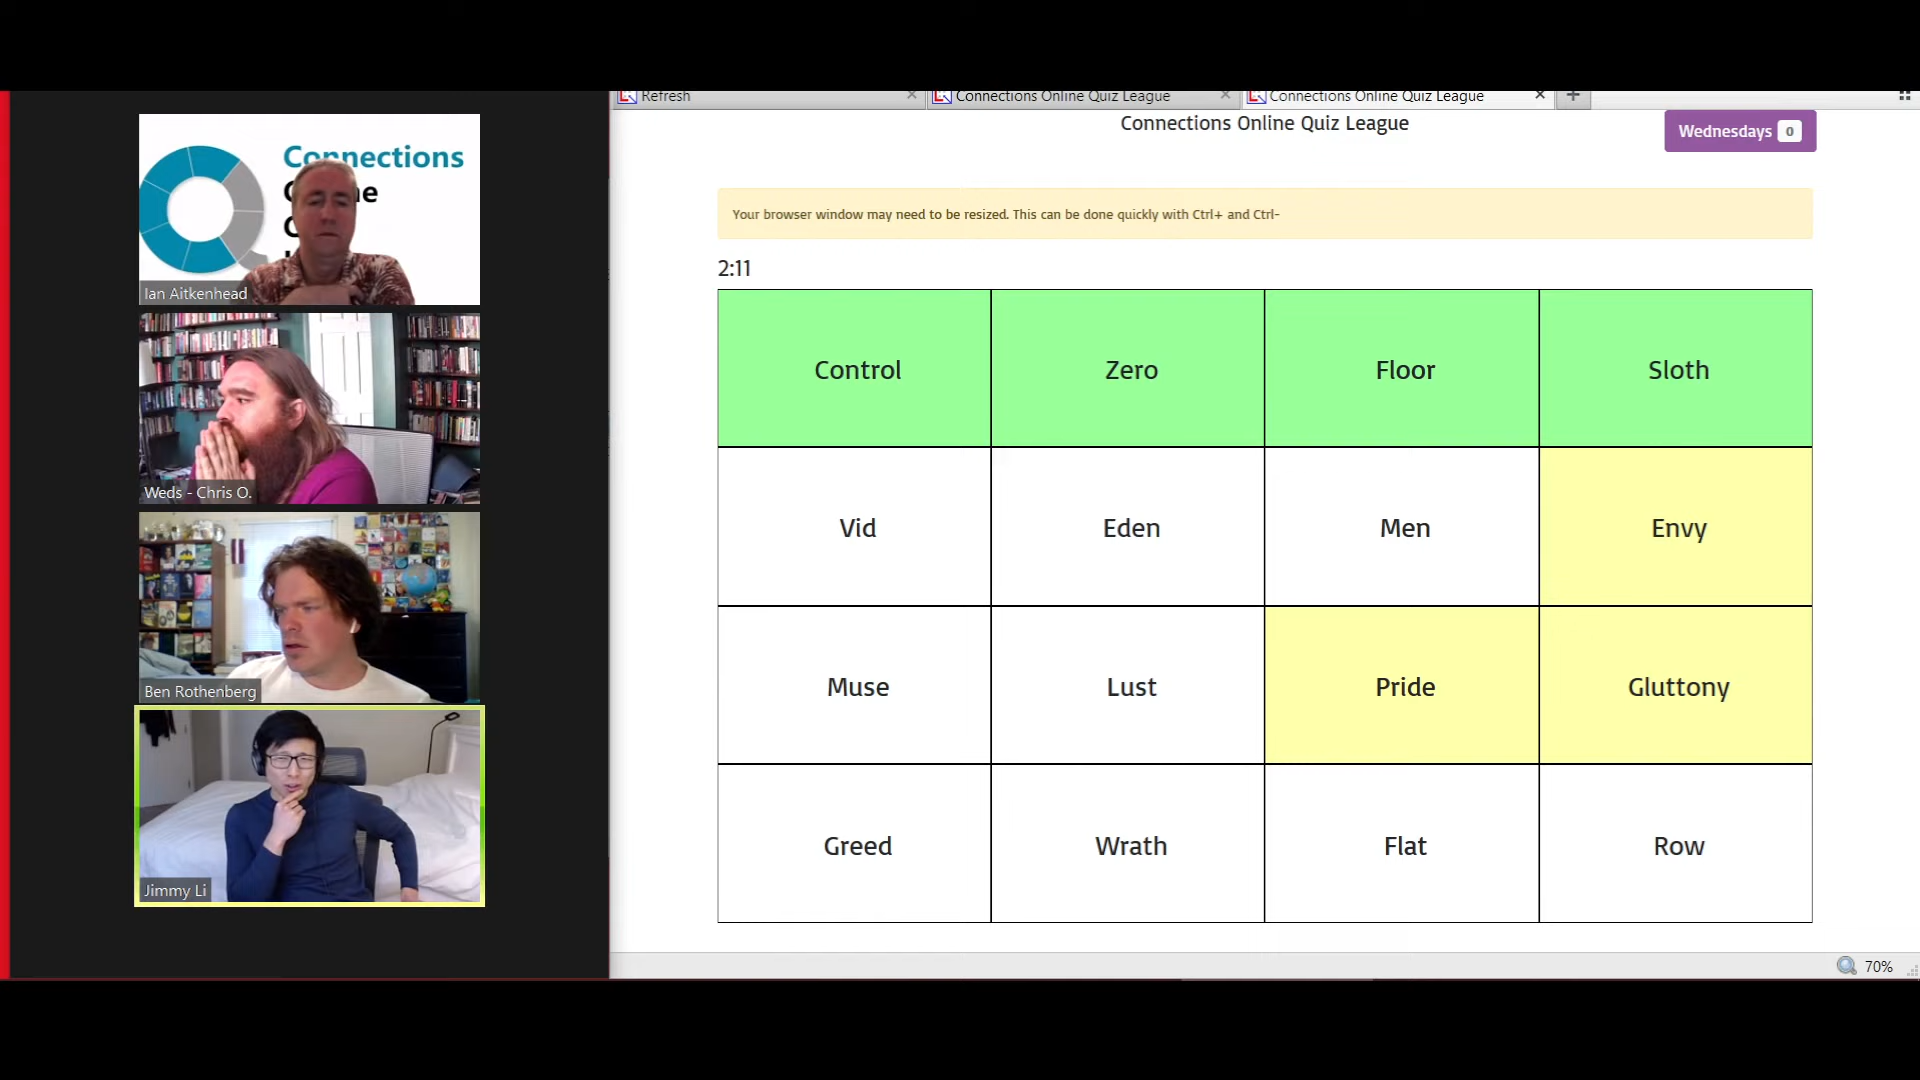 Refresh
Connections Online Quiz League
Connections Online Quiz League
Connections Online Quiz League
Wednesdays 0
Your browser window may need to be resized. This can be done quickly with Ctrl+ and Ctrl-
2:11
Control Zero Floor Sloth
Vid Eden Men Envy
Muse Lust Pride Gluttony
Greed Wrath Flat Row
70%
Connections
Ian Aitkenhead
Weds - Chris O.
Ben Rothenberg
Jimmy Li